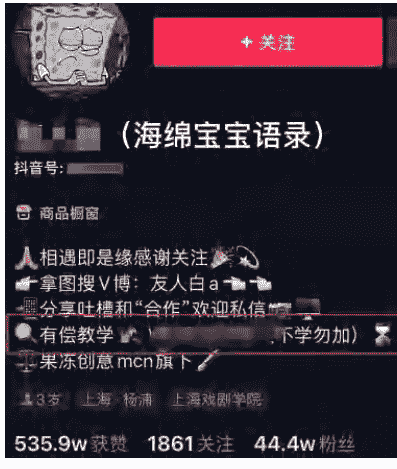 + 关注
（海绵宝宝语录）
抖音号:
商品橱窗
🙏相遇即是缘感谢关注🎉💫
拿图搜V博：友人白a
分享吐槽和“合作”欢迎私信
🔍有偿教学 不学勿加）⏳
果冻创意mcn旗下
3岁 上海·杨浦 上海戏剧学院
535.9w获赞 1861关注 44.4w粉丝